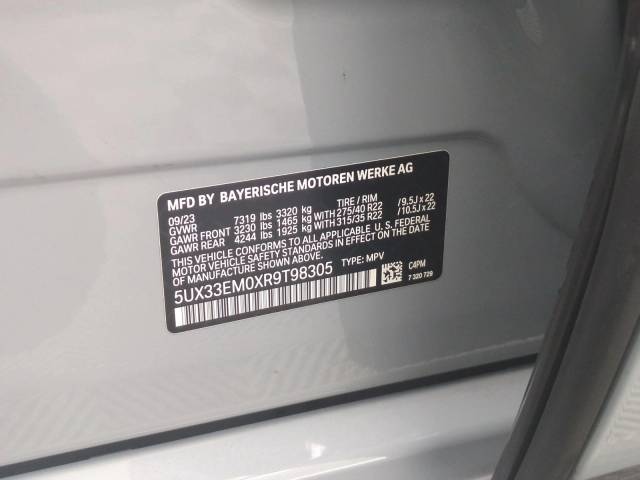 MFD BY BAYERISCHE MOTOREN WERKE AG
09/23 TIRE / RIM
GVWR 7319 lbs 3320 kg
GAWR FRONT 3230 lbs 1465 kg WITH 275/40 R22 /9.5J x 22
GAWR REAR 4244 lbs 1925 kg WITH 315/35 R22 /10.5J x 22
THIS VEHICLE CONFORMS TO ALL APPLICABLE U.S. FEDERAL
MOTOR VEHICLE SAFETY STANDARDS IN EFFECT ON THE DATE
OF MANUFACTURE SHOWN ABOVE.
5UX33EM0XR9T98305 TYPE: MPV C4PM
7 320 729